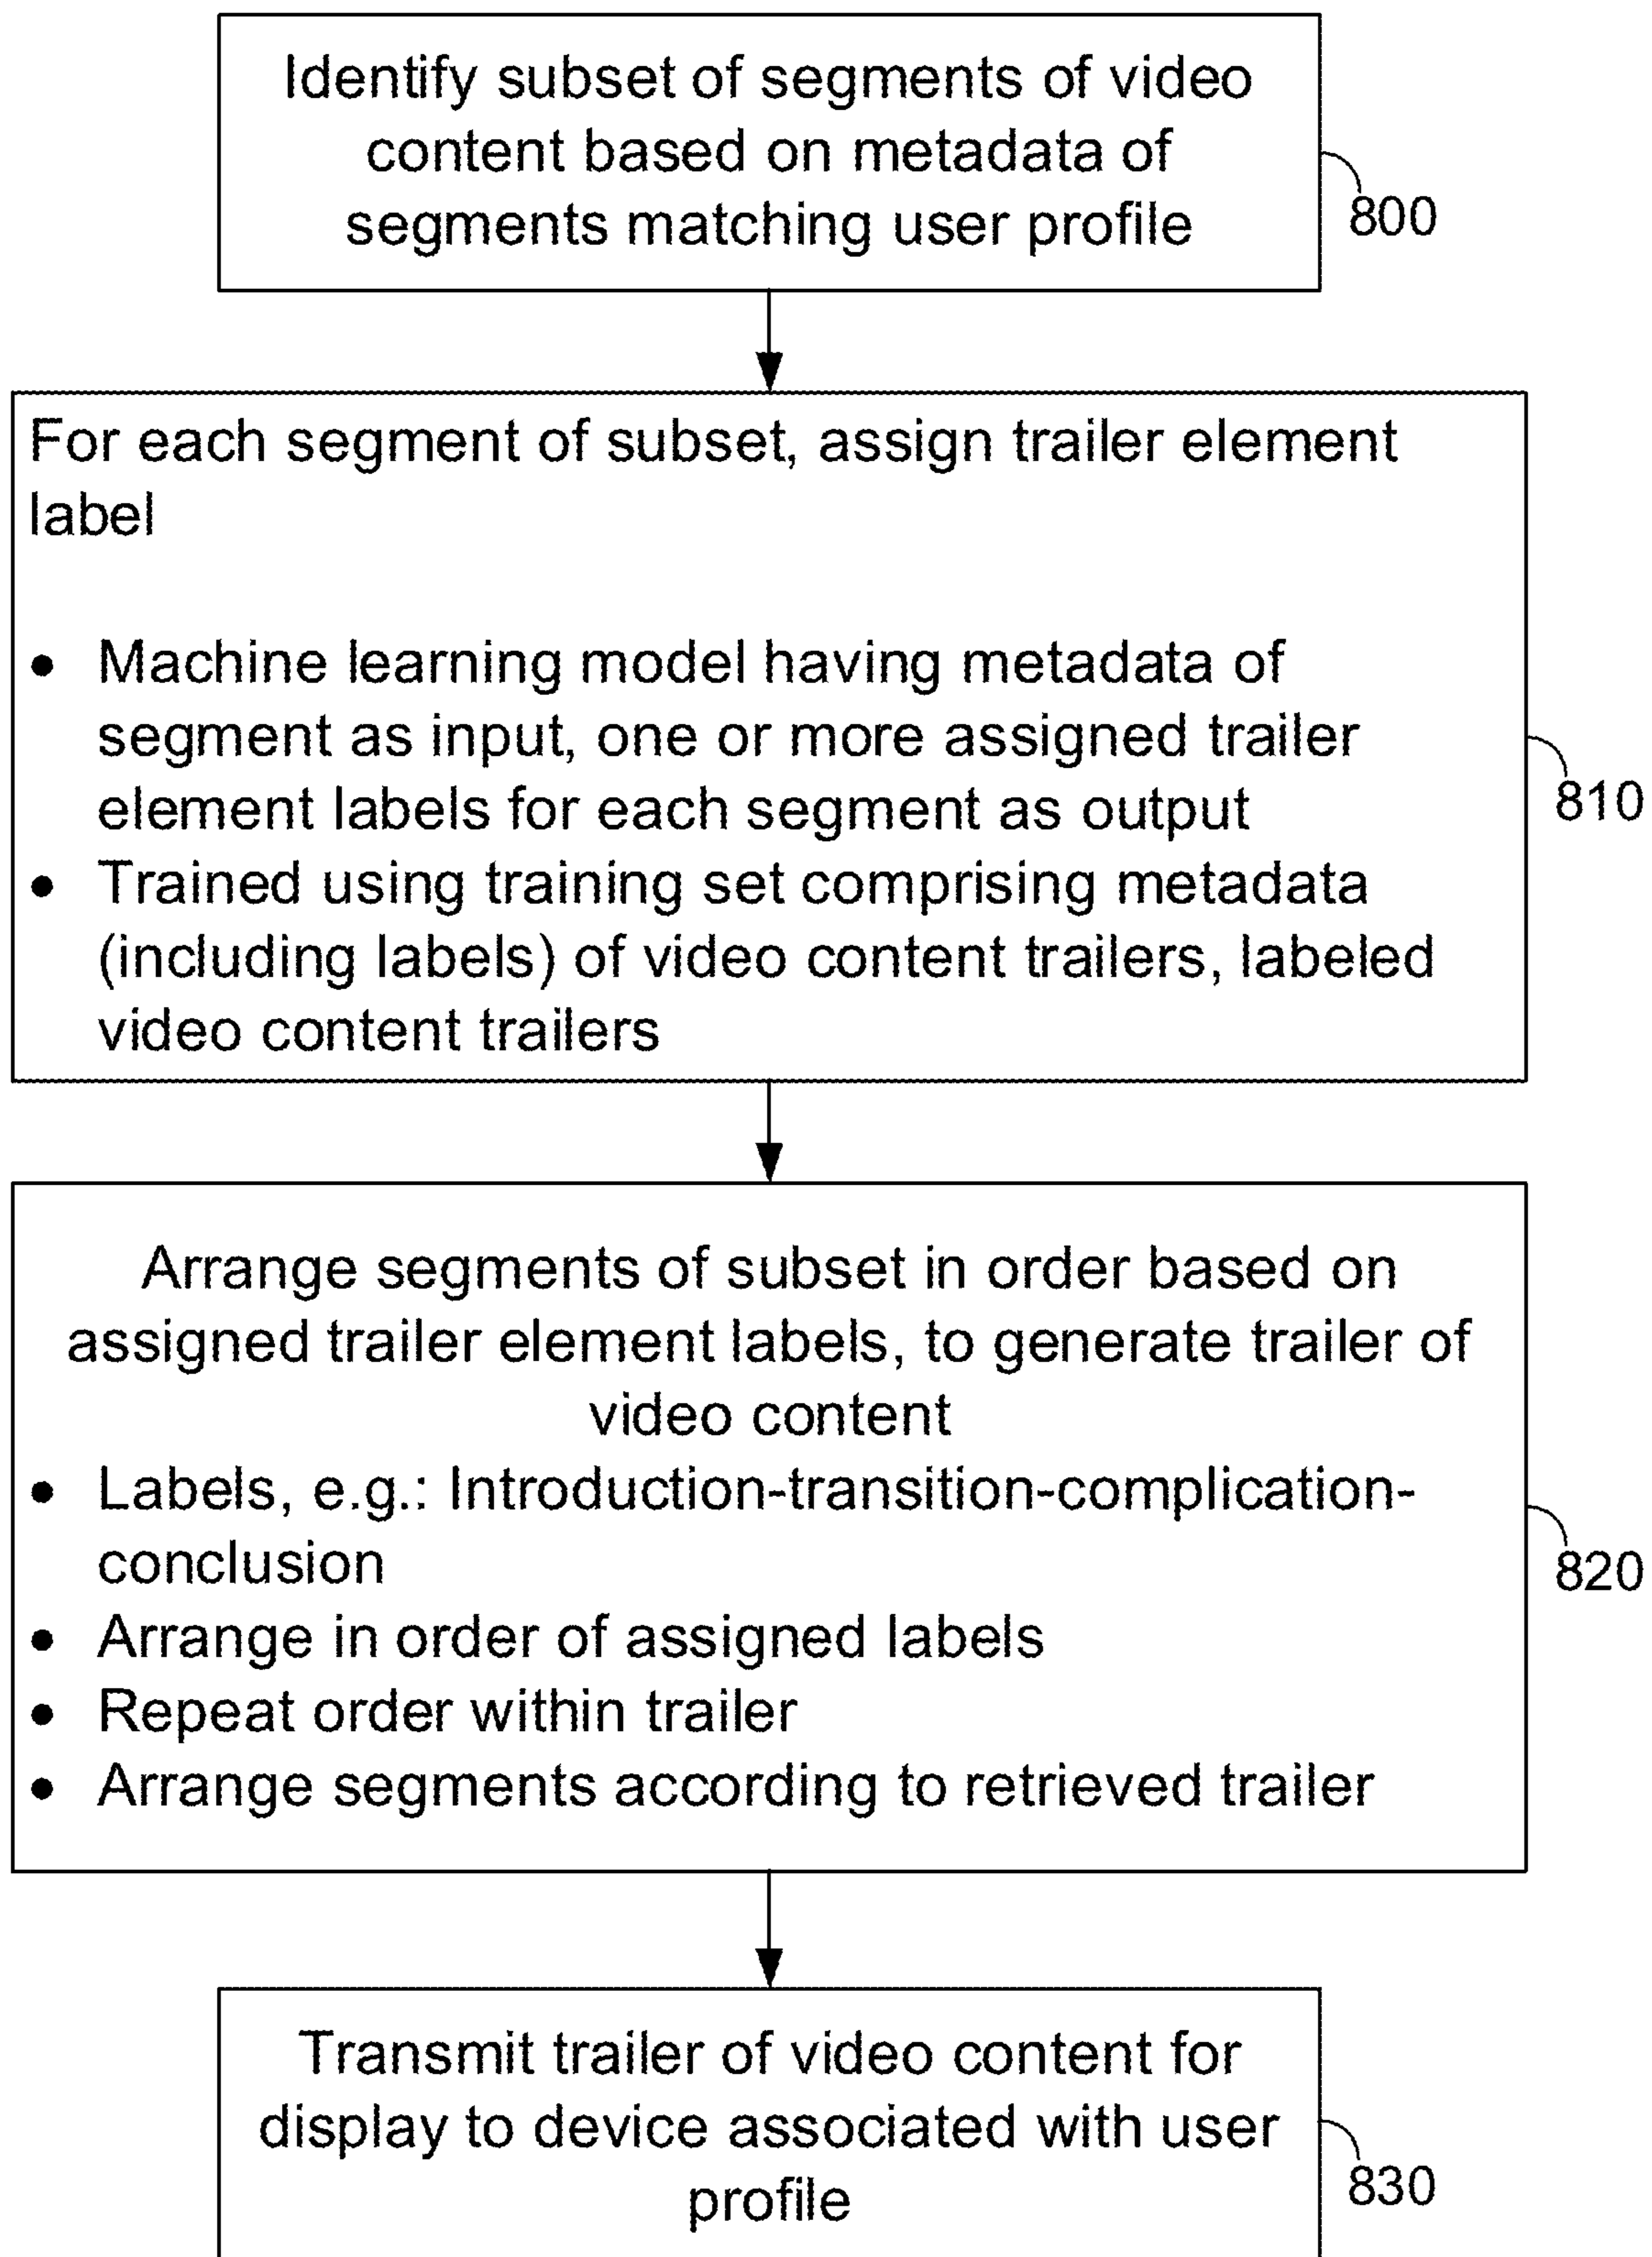 Identify subset of segments of video
content based on metadata of
segments matching user profile
800
For each segment of subset, assign trailer element
label
• Machine learning model having metadata of
segment as input, one or more assigned trailer
element labels for each segment as output
810
• Trained using training set comprising metadata
(including labels) of video content trailers, labeled
video content trailers
Arrange segments of subset in order based on
assigned trailer element labels, to generate trailer of
video content
• Labels, e.g.: Introduction-transition-complication-
conclusion
820
• Arrange in order of assigned labels
• Repeat order within trailer
• Arrange segments according to retrieved trailer
Transmit trailer of video content for
display to device associated with user
profile
830